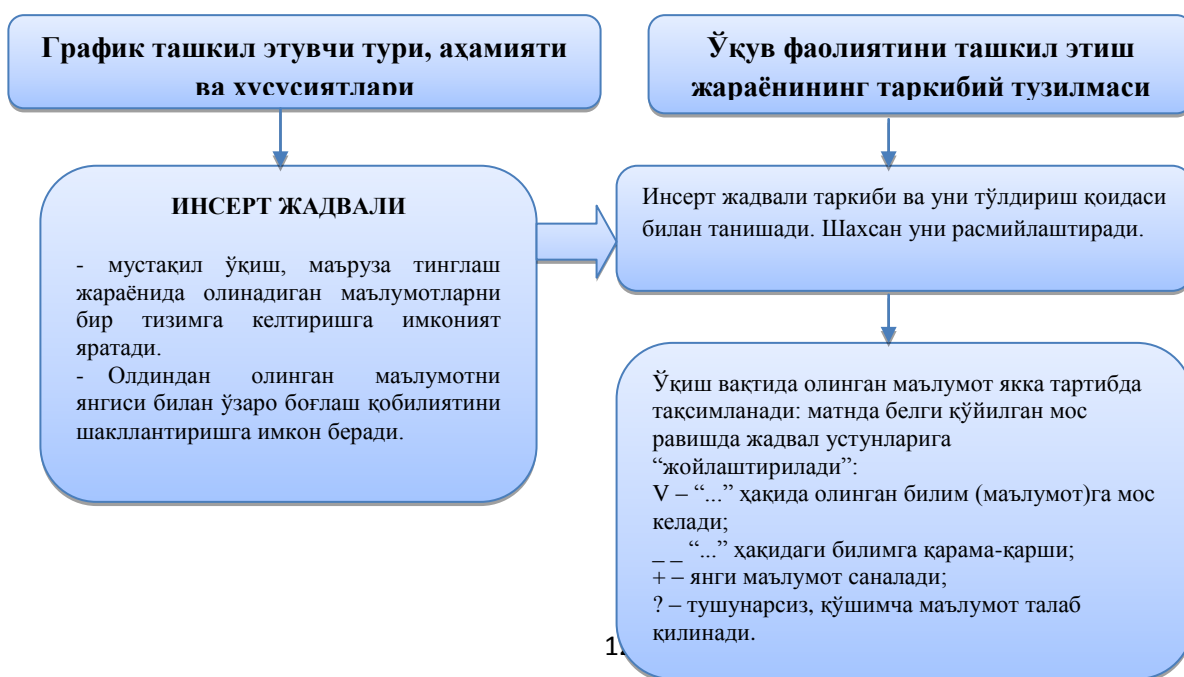 График ташкил этувчи тури, аҳамияти
ва хусусиятлари
Ўқув фаолиятини ташкил этиш
жараёнининг таркибий тузилмаси
ИНСЕРТ ЖАДВАЛИ
- мустақил ўқиш, маъруза тинглаш
жараёнида олинадиган маълумотларни
бир тизимга келтиришга имконият
яратади.
- Олдиндан олинган маълумотни
янгиси билан ўзаро боғлаш қобилиятини
шакллантиришга имкон беради.
Инсерт жадвали таркиби ва уни тўлдириш қоидаси
билан танишади. Шахсан уни расмийлаштиради.
Ўқиш вақтида олинган маълумот якка тартибда
тақсимланади: матнда белги қўйилган мос
равишда жадвал устунларига
“жойлаштирилади”:
V – “...” ҳақида олинган билим (маълумот)га мос
келади;
_ _ “...” ҳақидаги билимга қарама-қарши;
+ – янги маълумот саналади;
? – тушунарсиз, қўшимча маълумот талаб
қилинади.